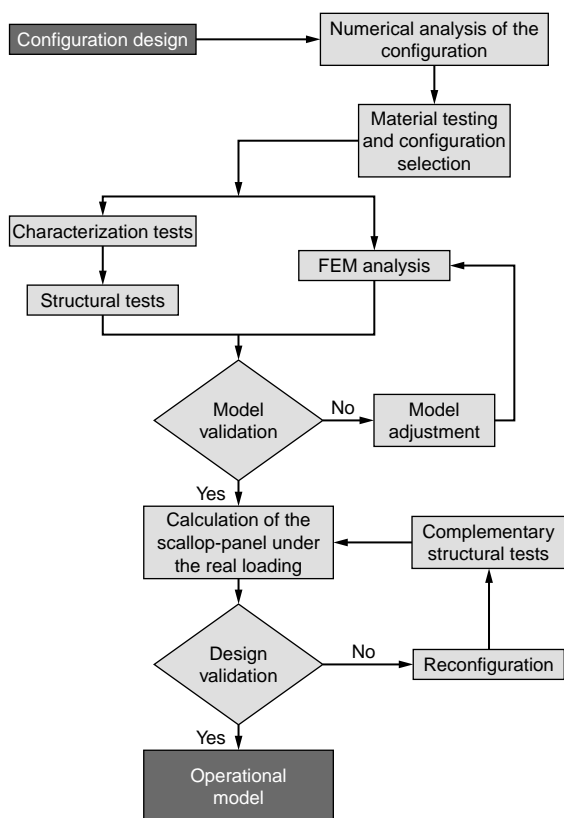 Configuration design
Numerical analysis of the
configuration
Material testing
and configuration
selection
Characterization tests
FEM analysis
Structural tests
Model
validation
No
Model
adjustment
Yes
Calculation of the
scallop-panel under
the real loading
Complementary
structural tests
Design
validation
No
Reconfiguration
Yes
Operational
model